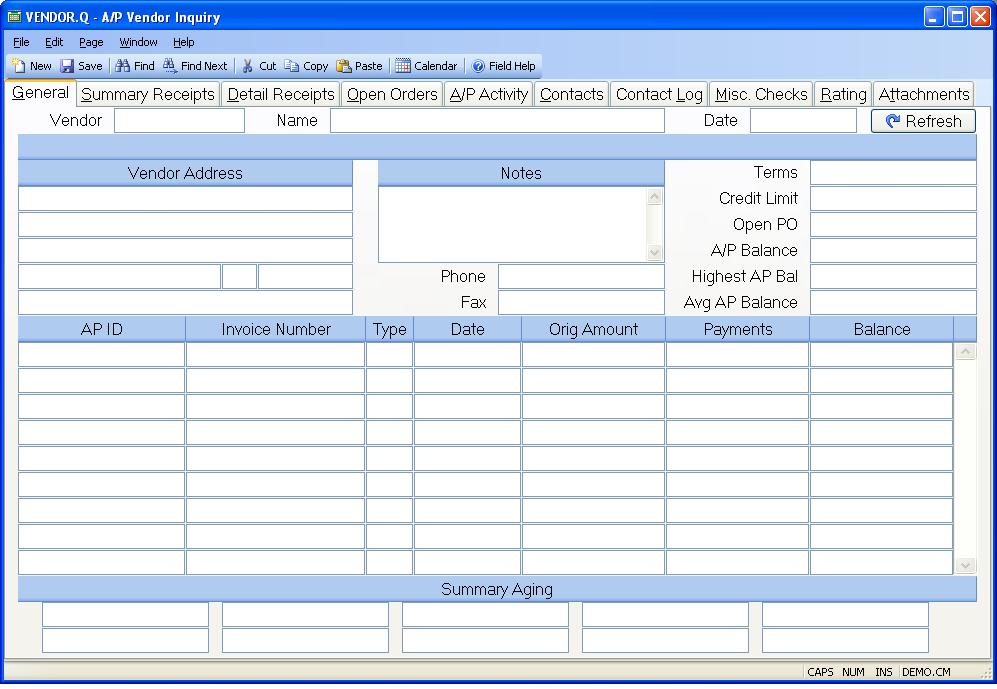 VENDOR.Q - A/P Vendor Inquiry
File Edit Page Window Help
New Save Find Find Next Cut Copy Paste Calendar Field Help
General Summary Receipts Detail Receipts Open Orders A/P Activity Contacts Contact Log Misc. Checks Rating Attachments
Vendor Name Date Refresh
Vendor Address Notes Terms
Credit Limit
Open PO
A/P Balance
Phone Highest AP Bal
Fax Avg AP Balance
AP ID Invoice Number Type Date Orig Amount Payments Balance
Summary Aging
CAPS NUM INS DEMO.CM